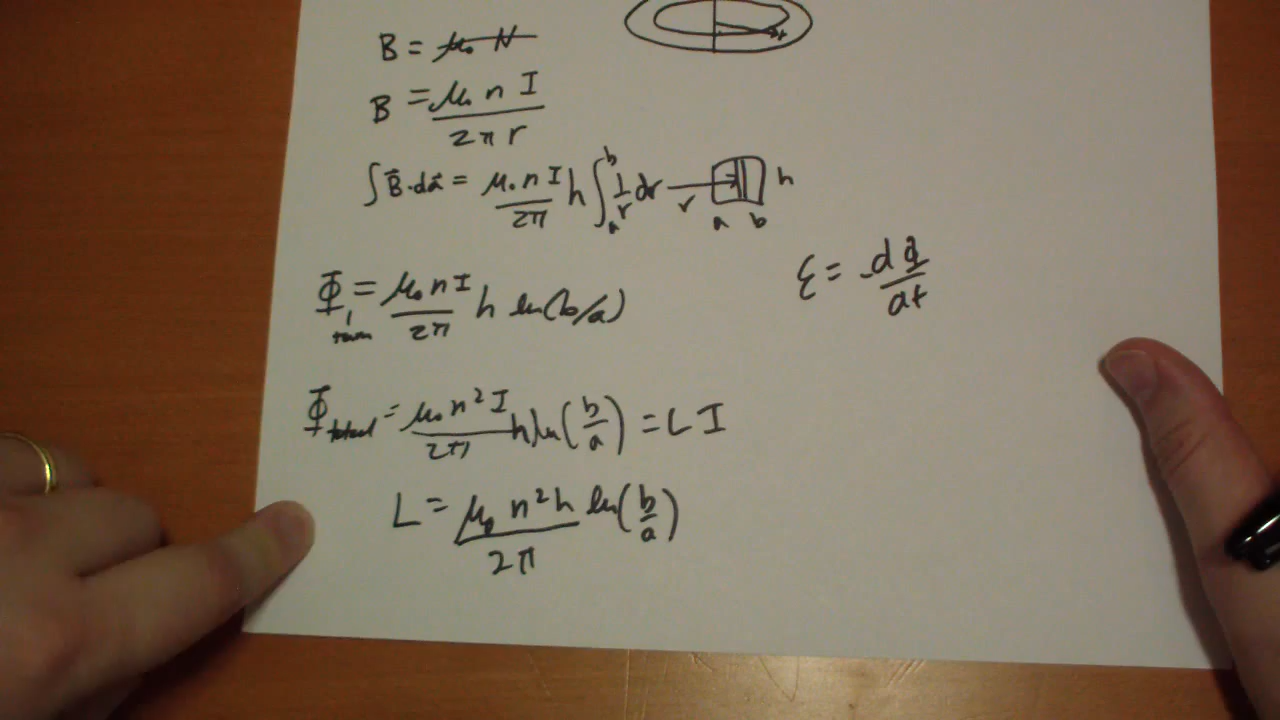 B = μ₀ N
B = μ₀ n I / 2π r
∫B⃗·da⃗ = μ₀ n I / 2π h ∫ₐᵇ 1/r dr r a b h
Φ₁ turn = μ₀ n I / 2π h ln(b/a)
ε = -dΦ/dt
Φtotal = μ₀ n² I / 2π h ln(b/a) = L I
L = μ₀ n² h / 2π ln(b/a)